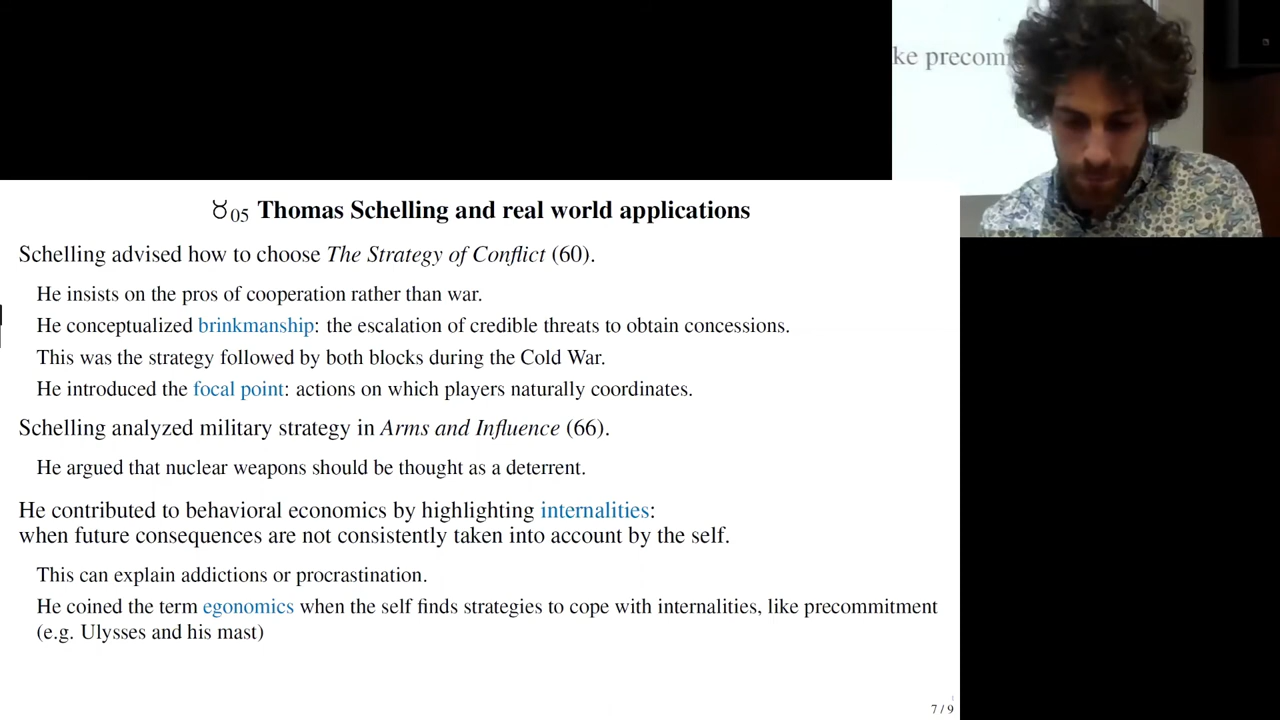 ke precom
♉05 Thomas Schelling and real world applications
Schelling advised how to choose The Strategy of Conflict (60).
He insists on the pros of cooperation rather than war.
He conceptualized brinkmanship: the escalation of credible threats to obtain concessions.
This was the strategy followed by both blocks during the Cold War.
He introduced the focal point: actions on which players naturally coordinates.
Schelling analyzed military strategy in Arms and Influence (66).
He argued that nuclear weapons should be thought as a deterrent.
He contributed to behavioral economics by highlighting internalities:
when future consequences are not consistently taken into account by the self.
This can explain addictions or procrastination.
He coined the term egonomics when the self finds strategies to cope with internalities, like precommitment
(e.g. Ulysses and his mast)
7 / 9